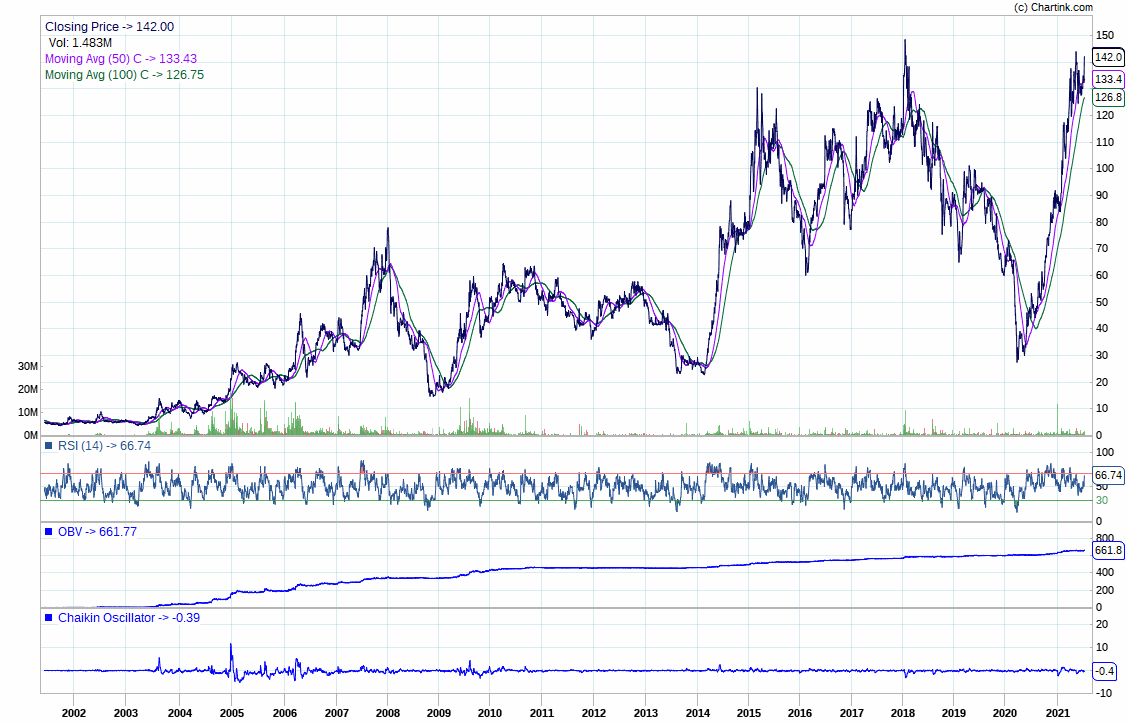 (c) Chartink.com
Closing Price -> 142.00
Vol: 1.483M
Moving Avg (50) C -> 133.43
Moving Avg (100) C -> 126.75
150
142.0
133.4
126.8
120
110
100
90
80
70
60
50
40
30
20
10
0
30M
20M
10M
0M
RSI (14) -> 66.74
100
66.74
50
30
0
OBV -> 661.77
800
661.8
400
200
0
Chaikin Oscillator -> -0.39
20
10
-0.4
-10
2002 2003 2004 2005 2006 2007 2008 2009 2010 2011 2012 2013 2014 2015 2016 2017 2018 2019 2020 2021